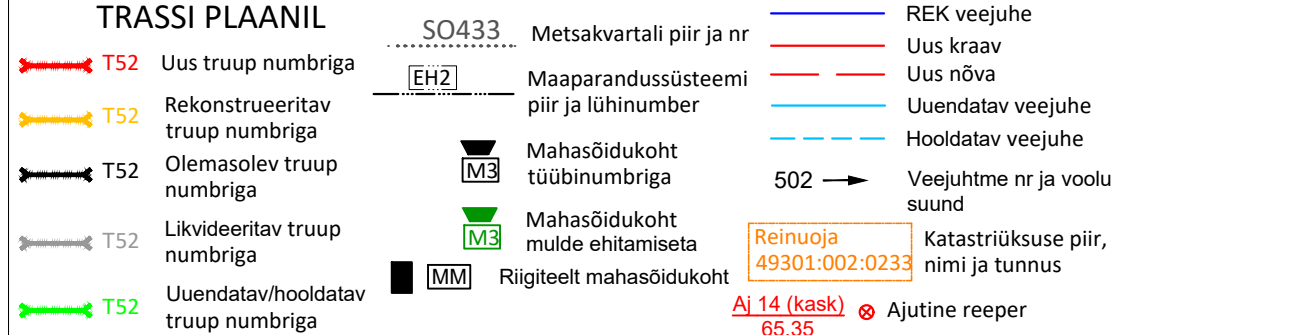 TRASSI PLAANIL
T52 Uus truup numbriga
T52 Rekonstrueeritav
truup numbriga
T52 Olemasolev truup
numbriga
T52 Likvideeritav truup
numbriga
T52 Uuendatav/hooldatav
truup numbriga
SO433 Metsakvartali piir ja nr
EH2 Maaparandussüsteemi
piir ja lühinumber
M3 Mahasõidukoht
tüübinumbriga
M3 Mahasõidukoht
mulde ehitamiseta
MM Riigiteelt mahasõidukoht
REK veejuhe
Uus kraav
Uus nõva
Uuendatav veejuhe
Hooldatav veejuhe
502 Veejuhtme nr ja voolu
suund
Reinuoja
49301:002:0233
Katastriüksuse piir,
nimi ja tunnus
Aj 14 (kask)
65.35
Ajutine reeper